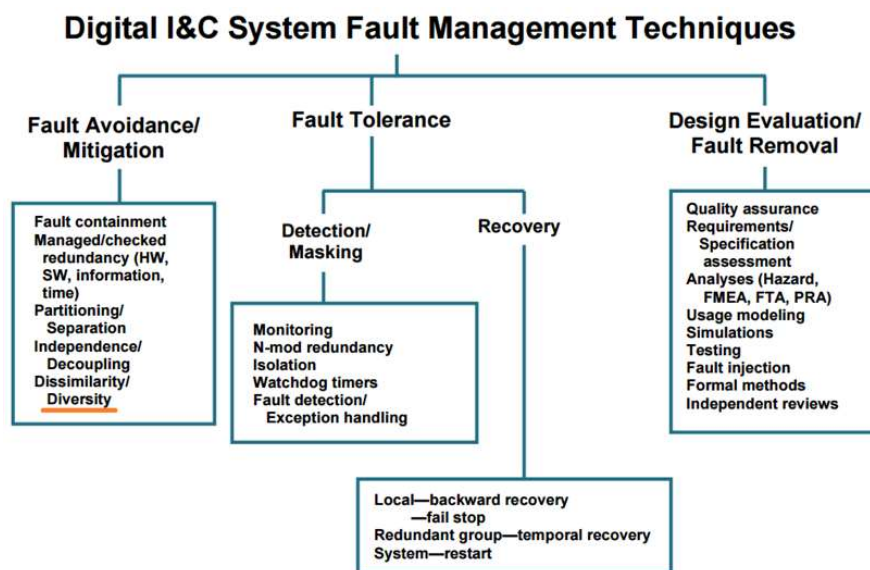 Digital I&C System Fault Management Techniques
Fault Avoidance/
Mitigation
Fault containment
Managed/checked
redundancy (HW,
SW, information,
time)
Partitioning/
Separation
Independence/
Decoupling
Dissimilarity/
Diversity
Fault Tolerance
Detection/
Masking
Monitoring
N-mod redundancy
Isolation
Watchdog timers
Fault detection/
Exception handling
Recovery
Local—backward recovery
—fail stop
Redundant group—temporal recovery
System—restart
Design Evaluation/
Fault Removal
Quality assurance
Requirements/
Specification
assessment
Analyses (Hazard,
FMEA, FTA, PRA)
Usage modeling
Simulations
Testing
Fault injection
Formal methods
Independent reviews